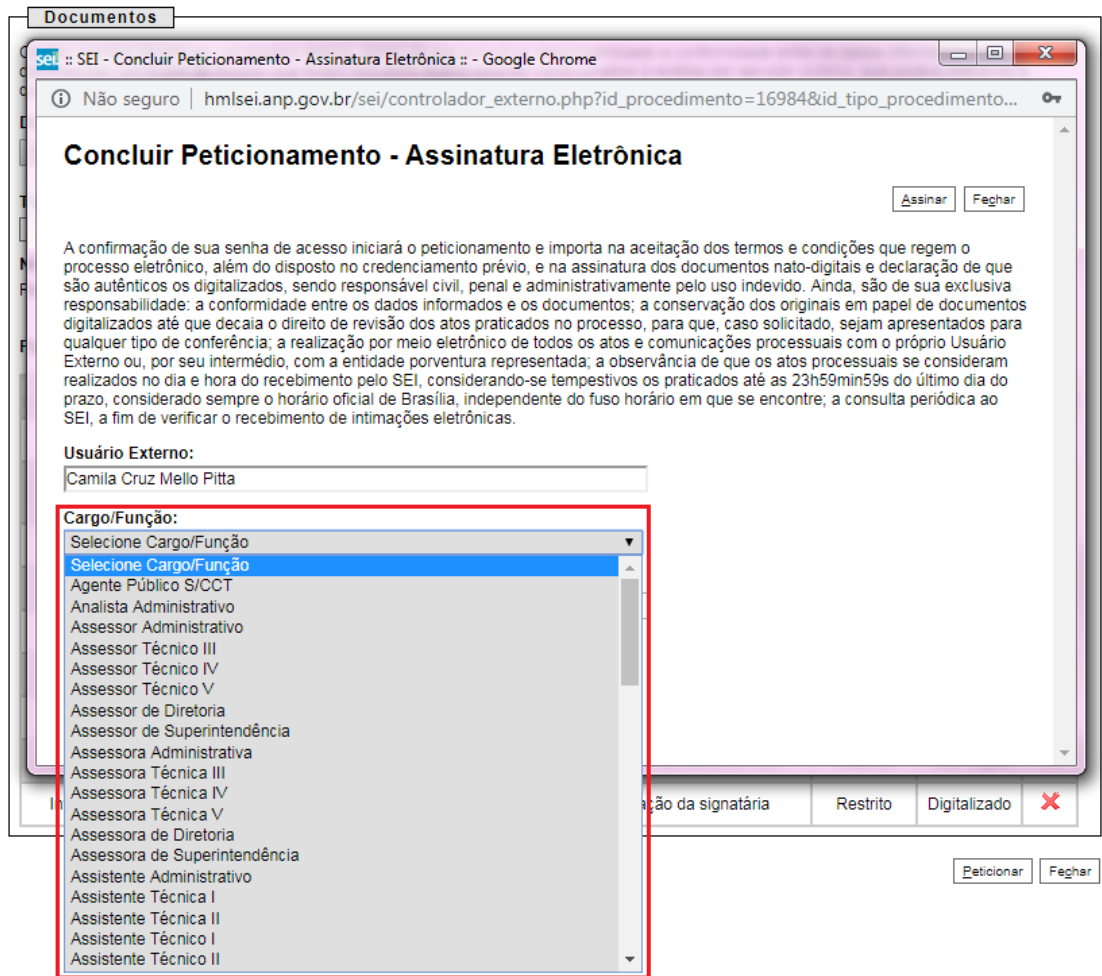 Documentos
sei :: SEI - Concluir Peticionamento - Assinatura Eletrônica :: - Google Chrome
Não seguro | hmlsei.anp.gov.br/sei/controlador_externo.php?id_procedimento=16984&id_tipo_procedimento...
Concluir Peticionamento - Assinatura Eletrônica
Assinar Fechar
A confirmação de sua senha de acesso iniciará o peticionamento e importa na aceitação dos termos e condições que regem o
processo eletrônico, além do disposto no credenciamento prévio, e na assinatura dos documentos nato-digitais e declaração de que
são autênticos os digitalizados, sendo responsável civil, penal e administrativamente pelo uso indevido. Ainda, são de sua exclusiva
responsabilidade: a conformidade entre os dados informados e os documentos; a conservação dos originais em papel de documentos
digitalizados até que decaia o direito de revisão dos atos praticados no processo, para que, caso solicitado, sejam apresentados para
qualquer tipo de conferência; a realização por meio eletrônico de todos os atos e comunicações processuais com o próprio Usuário
Externo ou, por seu intermédio, com a entidade porventura representada; a observância de que os atos processuais se consideram
realizados no dia e hora do recebimento pelo SEI, considerando-se tempestivos os praticados até as 23h59min59s do último dia do
prazo, considerado sempre o horário oficial de Brasília, independente do fuso horário em que se encontre; a consulta periódica ao
SEI, a fim de verificar o recebimento de intimações eletrônicas.
Usuário Externo:
Camila Cruz Mello Pitta
Cargo/Função:
Selecione Cargo/Função
Selecione Cargo/Função
Agente Público S/CCT
Analista Administrativo
Assessor Administrativo
Assessor Técnico III
Assessor Técnico IV
Assessor Técnico V
Assessor de Diretoria
Assessor de Superintendência
Assessora Administrativa
Assessora Técnica III
Assessora Técnica IV
Assessora Técnica V
Assessora de Diretoria
Assessora de Superintendência
Assistente Administrativo
Assistente Técnica I
Assistente Técnica II
Assistente Técnico I
Assistente Técnico II
da signatária Restrito Digitalizado
Peticionar Fechar